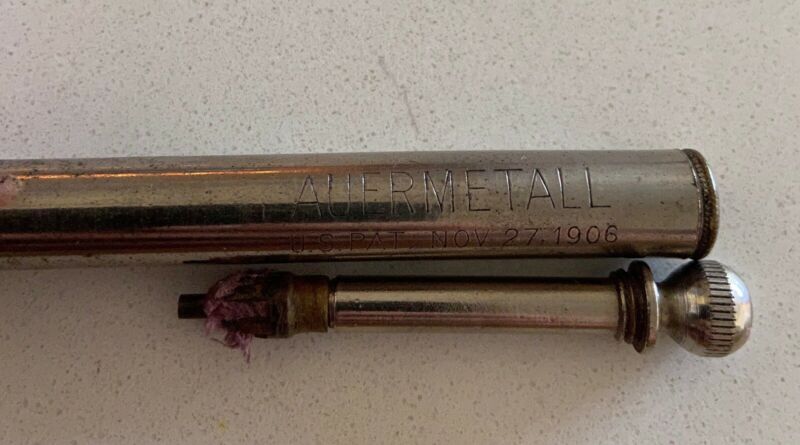 AUERMETALL
U.S. PAT. NOV. 27. 1906